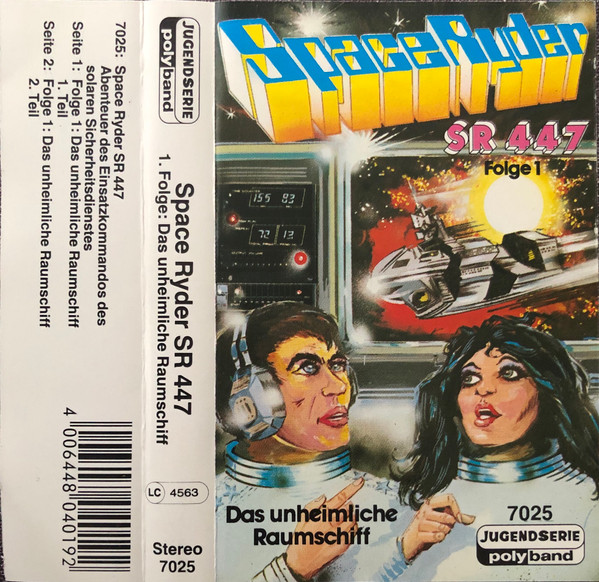 7025: Space Ryder SR 447
Abenteuer des Einsatzkommandos des
solaren Sicherheitsdienstes
Seite 1: Folge 1: Das unheimliche Raumschiff
1. Teil
Seite 2: Folge 1: Das unheimliche Raumschiff
2. Teil
4 006448 040192
JUGENDSERIE
polyband
Space Ryder SR 447
1. Folge: Das unheimliche Raumschiff
LC 4563
Stereo
7025
Space Ryder
SR 447
Folge 1
155 83
72 13
Das unheimliche
Raumschiff
7025
JUGENDSERIE
polyband